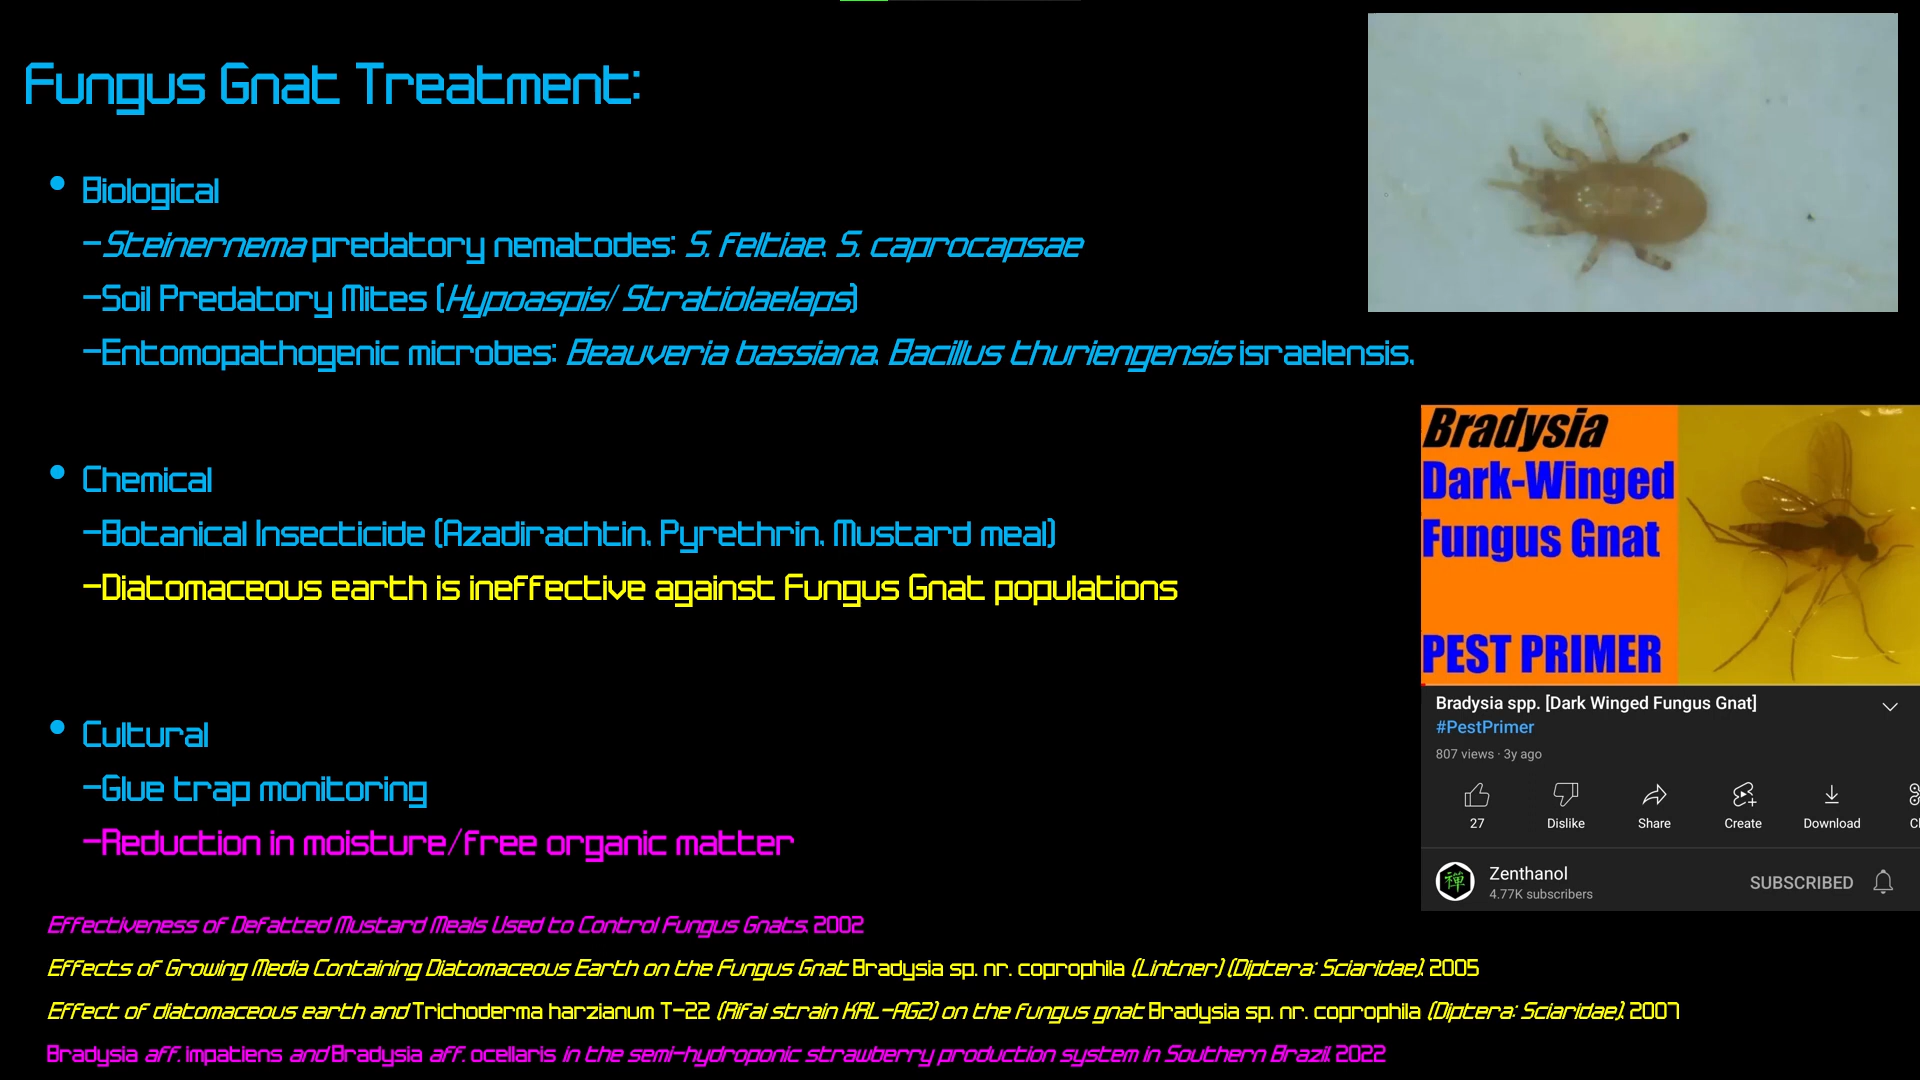 Fungus Gnat Treatment:
• Biological
–Steinernema predatory nematodes: S. feltiae, S. caprocapsae
–Soil Predatory Mites (Hypoaspis/ Stratiolaelaps)
–Entomopathogenic microbes: Beauveria bassiana, Bacillus thuriengensis israelensis,
• Chemical
–Botanical Insecticide (Azadirachtin, Pyrethrin, Mustard meal)
–Diatomaceous earth is ineffective against Fungus Gnat populations
• Cultural
–Glue trap monitoring
–Reduction in moisture/free organic matter
Effectiveness of Defatted Mustard Meals Used to Control Fungus Gnats. 2002
Effects of Growing Media Containing Diatomaceous Earth on the Fungus Gnat Bradysia sp. nr. coprophila (Lintner) (Diptera: Sciaridae). 2005
Effect of diatomaceous earth and Trichoderma harzianum T-22 (Rifai strain KRL-AG2) on the fungus gnat Bradysia sp. nr. coprophila (Diptera: Sciaridae). 2007
Bradysia aff. impatiens and Bradysia aff. ocellaris in the semi-hydroponic strawberry production system in Southern Brazil. 2022
Bradysia
Dark-Winged
Fungus Gnat
PEST PRIMER
Bradysia spp. [Dark Winged Fungus Gnat]
#PestPrimer
807 views · 3y ago
27 Dislike Share Create Download
禅 Zenthanol
4.77K subscribers
SUBSCRIBED